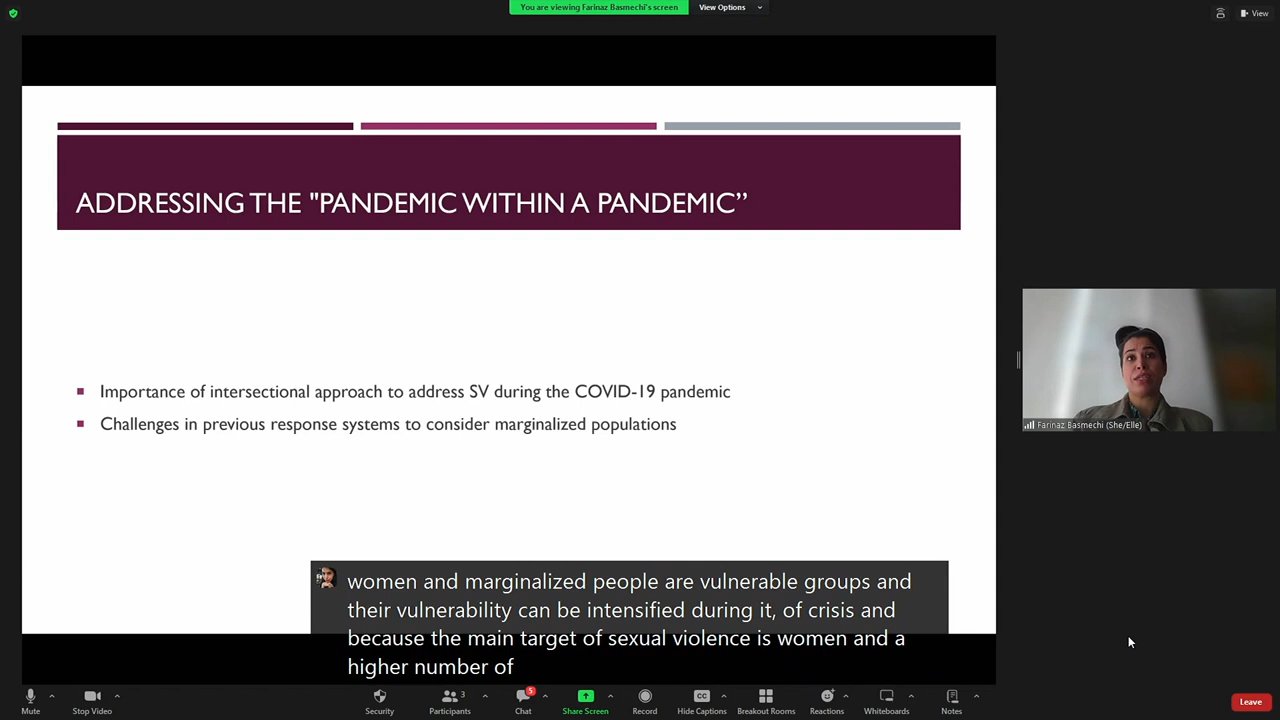 You are viewing Farinaz Basmechi's screen
View Options
View
ADDRESSING THE "PANDEMIC WITHIN A PANDEMIC”
Importance of intersectional approach to address SV during the COVID-19 pandemic
Challenges in previous response systems to consider marginalized populations
Farinaz Basmechi (She/Elle)
women and marginalized people are vulnerable groups and
their vulnerability can be intensified during it, of crisis and
because the main target of sexual violence is women and a
higher number of
Mute
Stop Video
Security
Participants
3
Chat
5
Share Screen
Record
Hide Captions
CC
Breakout Rooms
Reactions
Whiteboards
Notes
Leave